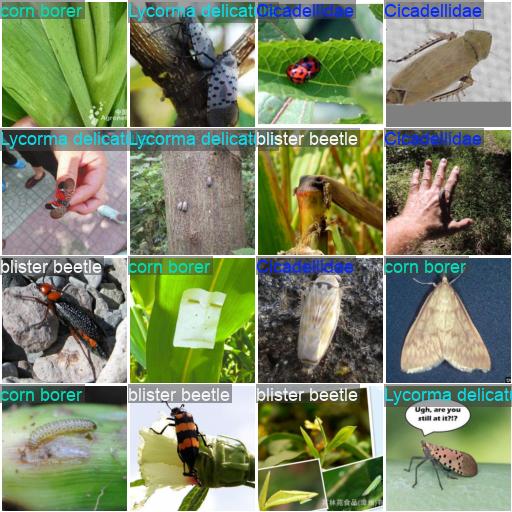 corn borer
Lycorma delicat
Cicadellidae
Cicadellidae
Lycorma delicat
Lycorma delicat
blister beetle
Cicadellidae
blister beetle
corn borer
Cicadellidae
corn borer
corn borer
blister beetle
blister beetle
Lycorma delicat
Ugh, are you
still at it?!?